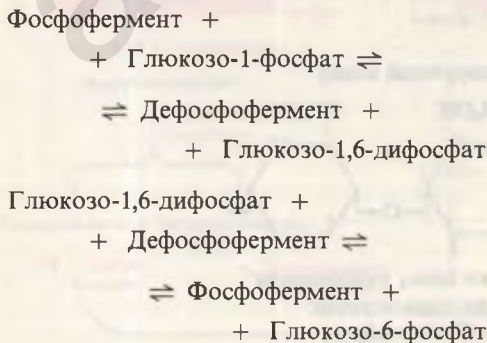 Фосфофермент +
+ Глюкозо-1-фосфат ⇌
⇌ Дефосфофермент +
+ Глюкозо-1,6-дифосфат
Глюкозо-1,6-дифосфат +
+ Дефосфофермент ⇌
⇌ Фосфофермент +
+ Глюкозо-6-фосфат